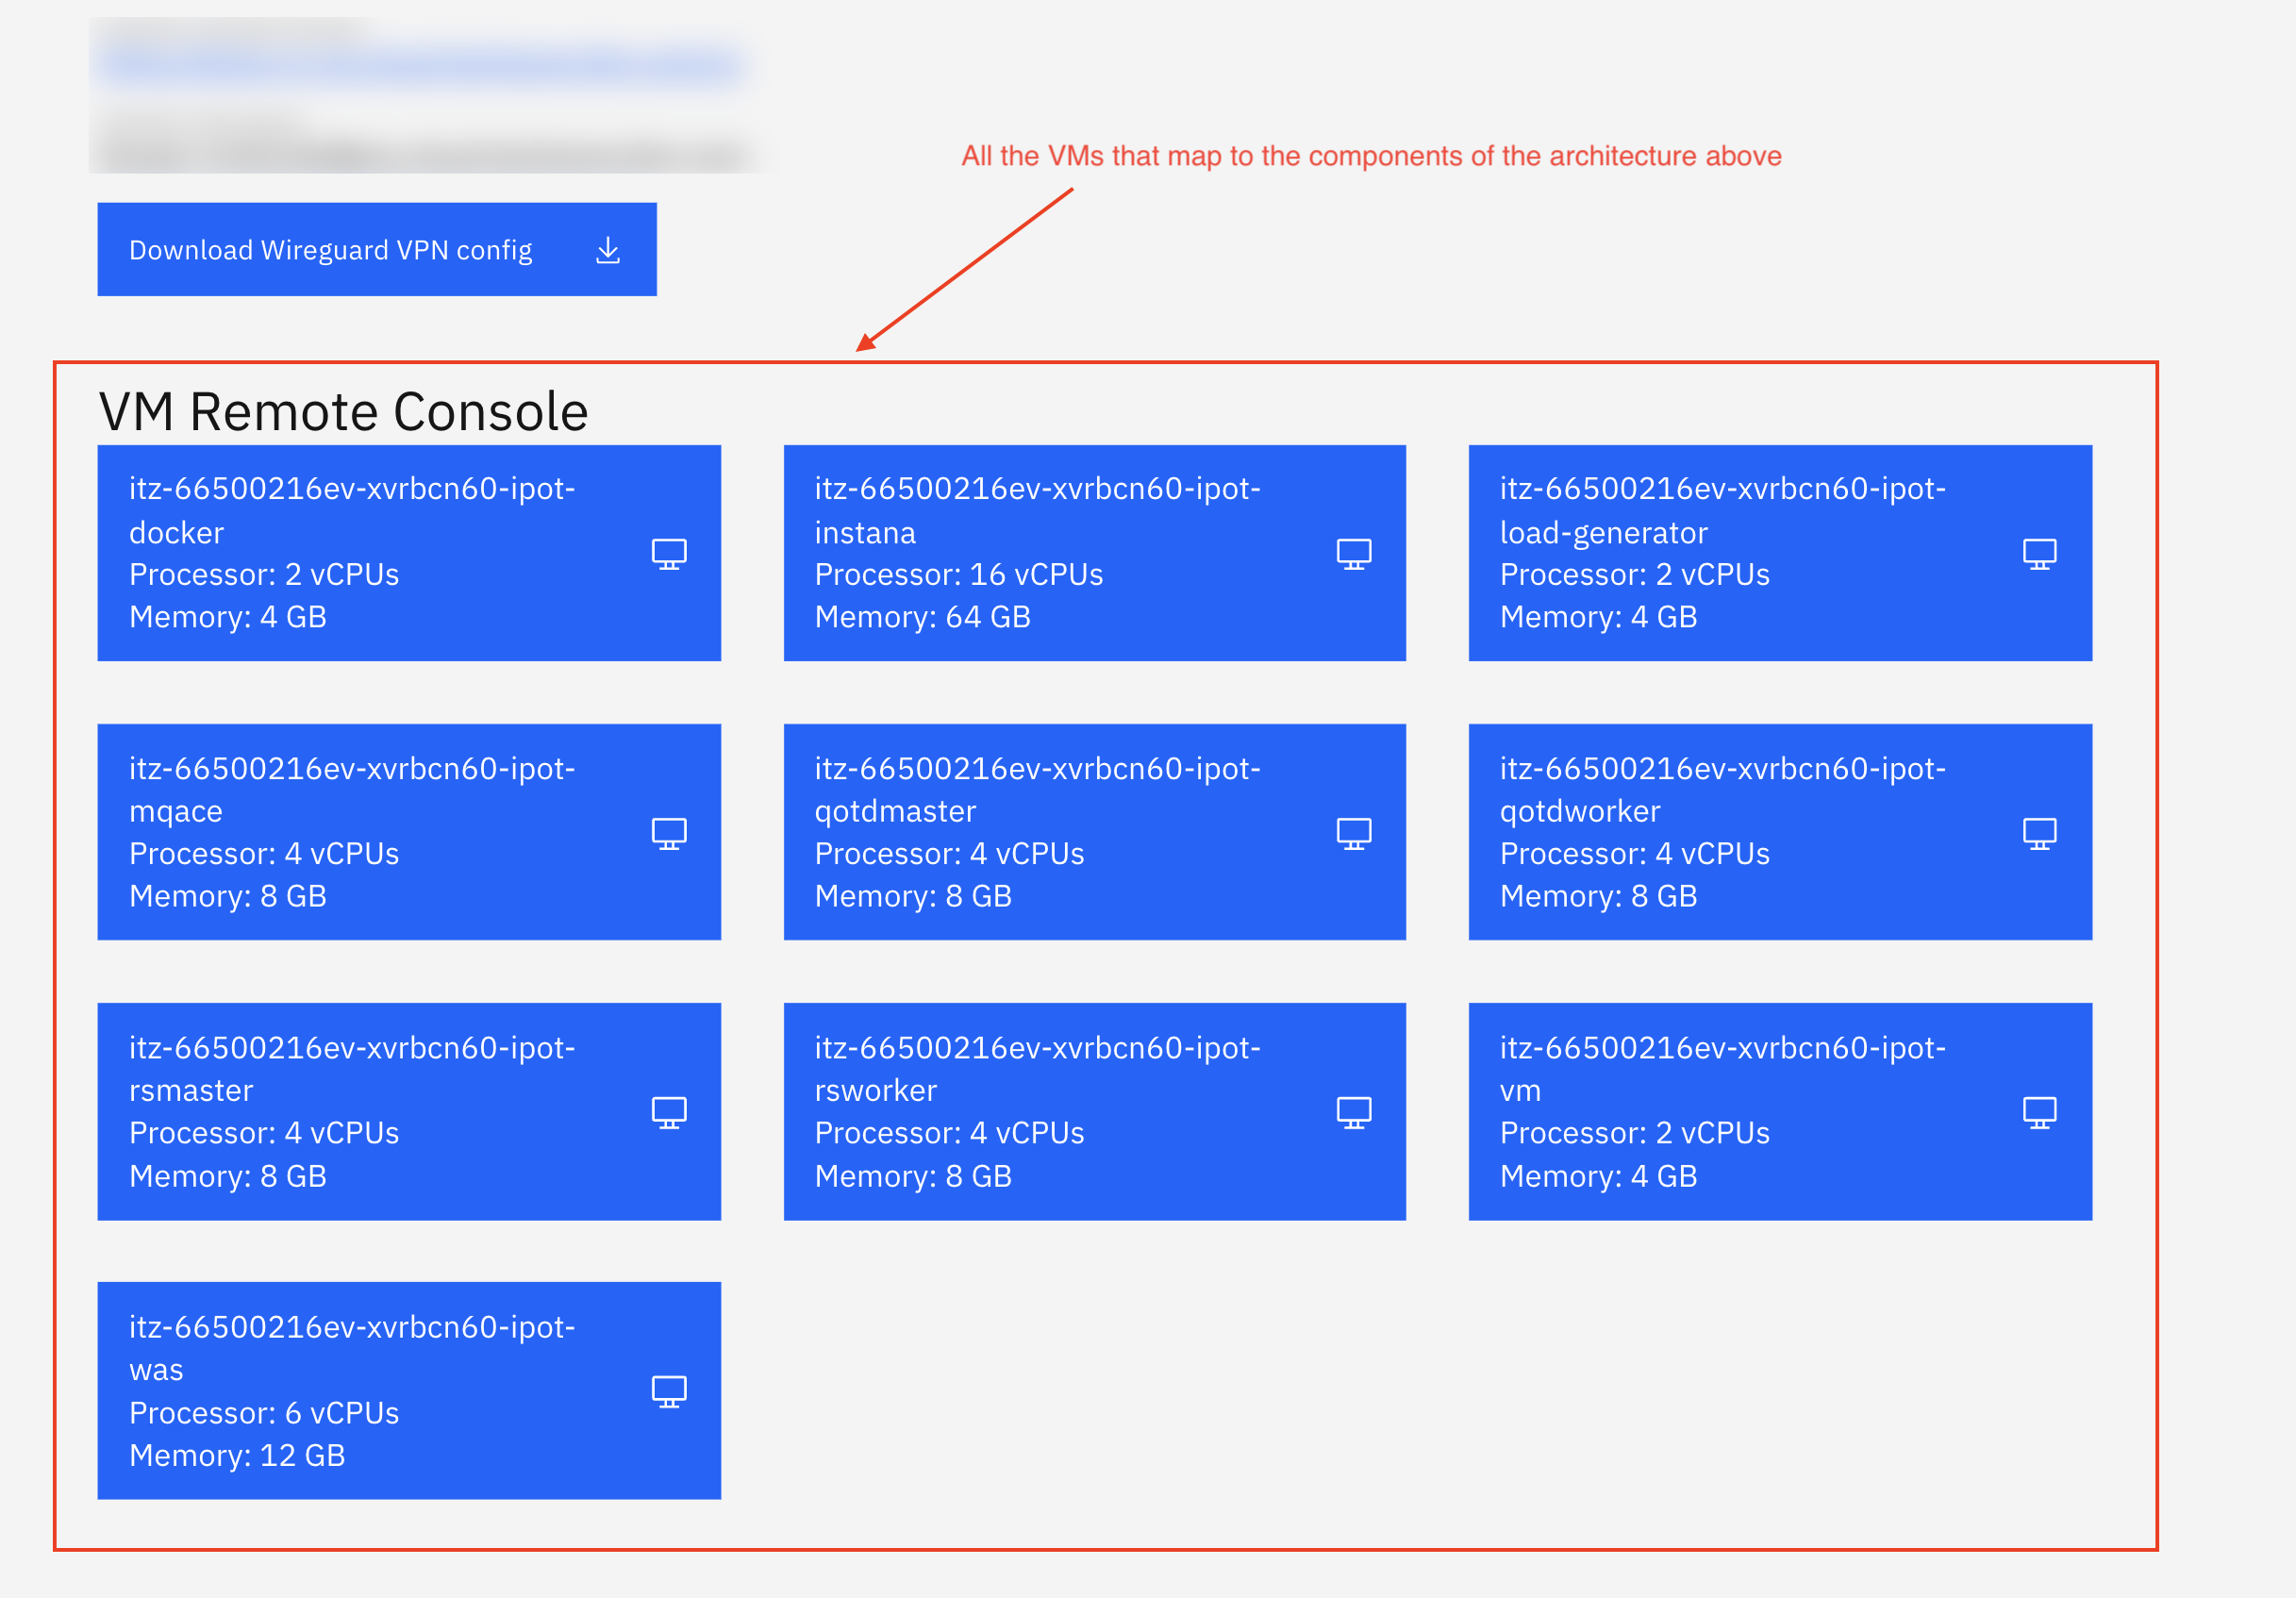 All the VMs that map to the components of the architecture above
Download Wireguard VPN config
VM Remote Console
itz-66500216ev-xvrbcn60-ipot-
docker
Processor: 2 vCPUs
Memory: 4 GB
itz-66500216ev-xvrbcn60-ipot-
instana
Processor: 16 vCPUs
Memory: 64 GB
itz-66500216ev-xvrbcn60-ipot-
load-generator
Processor: 2 vCPUs
Memory: 4 GB
itz-66500216ev-xvrbcn60-ipot-
mqace
Processor: 4 vCPUs
Memory: 8 GB
itz-66500216ev-xvrbcn60-ipot-
qotdmaster
Processor: 4 vCPUs
Memory: 8 GB
itz-66500216ev-xvrbcn60-ipot-
qotdworker
Processor: 4 vCPUs
Memory: 8 GB
itz-66500216ev-xvrbcn60-ipot-
rsmaster
Processor: 4 vCPUs
Memory: 8 GB
itz-66500216ev-xvrbcn60-ipot-
rsworker
Processor: 4 vCPUs
Memory: 8 GB
itz-66500216ev-xvrbcn60-ipot-
vm
Processor: 2 vCPUs
Memory: 4 GB
itz-66500216ev-xvrbcn60-ipot-
was
Processor: 6 vCPUs
Memory: 12 GB